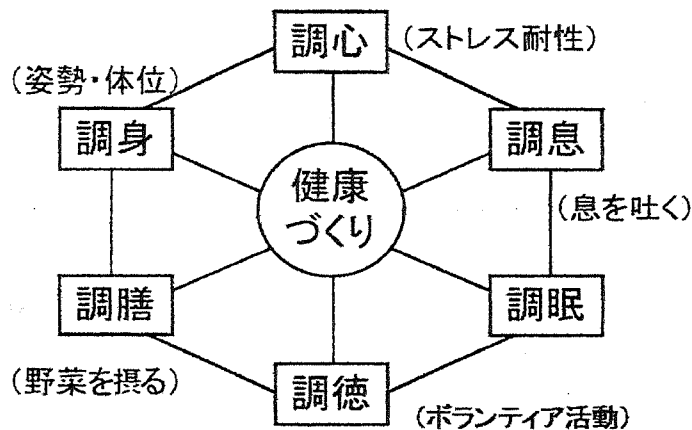 調心
(ストレス耐性)
(姿勢・体位)
調身
調息
健康
づくり
(息を吐く)
調膳
調眠
(野菜を摂る)
調徳
(ボランティア活動)